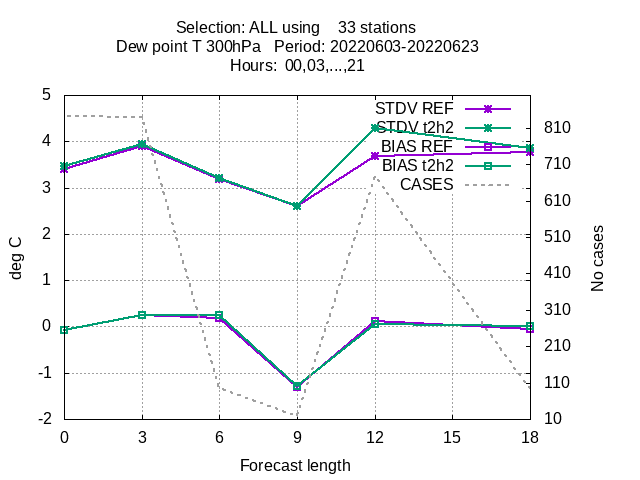 Selection: ALL using    33 stations
Dew point T 300hPa   Period: 20220603-20220623
Hours:  00,03,...,21
5
4
3
2
1
0
-1
-2
deg C
STDV REF
STDV t2h2
BIAS REF
BIAS t2h2
CASES
810
710
610
510
410
310
210
110
10
No cases
0 3 6 9 12 15 18
Forecast length